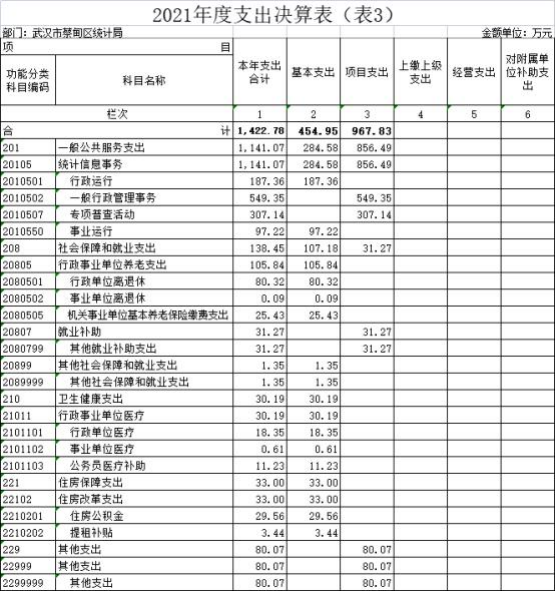 2021年度支出决算表（表3）
部门：武汉市蔡甸区统计局 金额单位：万元
项 目 本年支出合计 基本支出 项目支出 上缴上级支出 经营支出 对附属单位补助支出
功能分类科目编码 科目名称
栏次 1 2 3 4 5 6
合 计 1,422.78 454.95 967.83
201 一般公共服务支出 1,141.07 284.58 856.49
20105 统计信息事务 1,141.07 284.58 856.49
2010501 行政运行 187.36 187.36
2010502 一般行政管理事务 549.35 549.35
2010507 专项普查活动 307.14 307.14
2010550 事业运行 97.22 97.22
208 社会保障和就业支出 138.45 107.18 31.27
20805 行政事业单位养老支出 105.84 105.84
2080501 行政单位离退休 80.32 80.32
2080502 事业单位离退休 0.09 0.09
2080505 机关事业单位基本养老保险缴费支出 25.43 25.43
20807 就业补助 31.27 31.27
2080799 其他就业补助支出 31.27 31.27
20899 其他社会保障和就业支出 1.35 1.35
2089999 其他社会保障和就业支出 1.35 1.35
210 卫生健康支出 30.19 30.19
21011 行政事业单位医疗 30.19 30.19
2101101 行政单位医疗 18.35 18.35
2101102 事业单位医疗 0.61 0.61
2101103 公务员医疗补助 11.23 11.23
221 住房保障支出 33.00 33.00
22102 住房改革支出 33.00 33.00
2210201 住房公积金 29.56 29.56
2210202 提租补贴 3.44 3.44
229 其他支出 80.07 80.07
22999 其他支出 80.07 80.07
2299999 其他支出 80.07 80.07